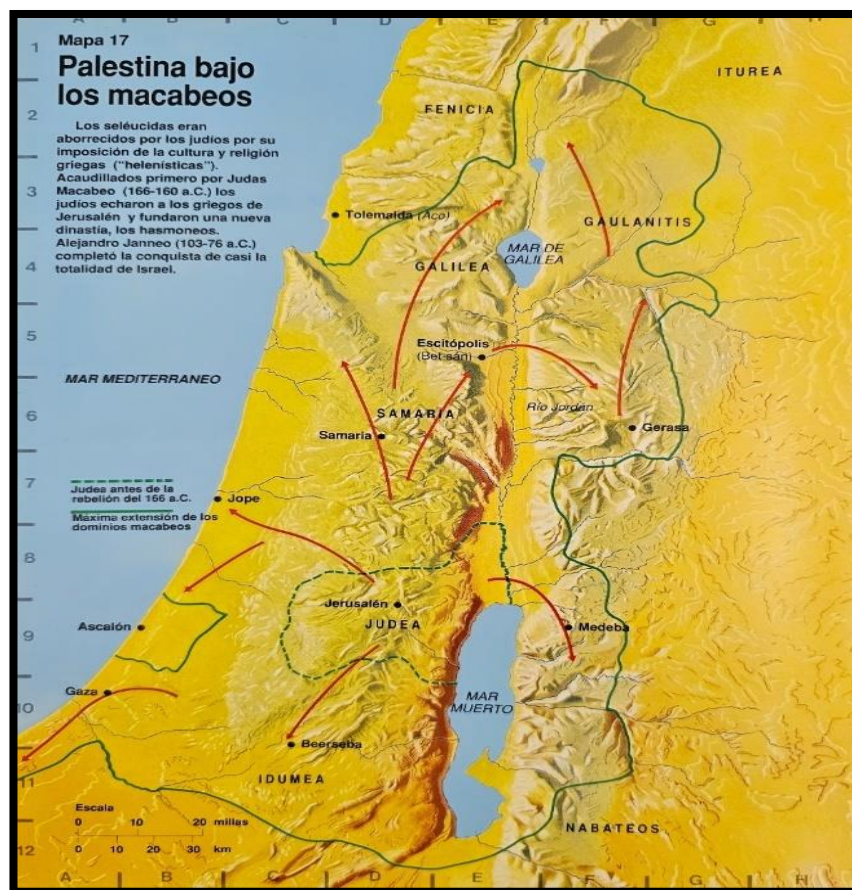 A B C D E F G H
Mapa 17
Palestina bajo
los macabeos
Los seléucidas eran
aborrecidos por los judíos por su
imposición de la cultura y religión
griegas ("helenísticas").
Acaudillados primero por Judas
Macabeo (166-160 a.C.) los
judíos echaron a los griegos de
Jerusalén y fundaron una nueva
dinastía, los hasmoneos.
Alejandro Janneo (103-76 a.C.)
completó la conquista de casi la
totalidad de Israel.
1
2
3
4
5
6
7
8
9
10
11
12
ITUREA
FENICIA
Tolemaida (Aco)
GAULANITIS
MAR DE
GALILEA
GALILEA
Escitópolis
(Bet-sán)
MAR MEDITERRANEO
SAMARIA
Río Jordán
Samaria
Gerasa
Judea antes de la
rebelión del 166 a.C.
Máxima extensión de los
dominios macabeos
Jope
Jerusalén
JUDEA
Ascalón
Medeba
Gaza
MAR
MUERTO
Beerseba
IDUMEA
NABATEOS
Escala
0 10 20 millas
0 10 20 30 km
A B C D E F G H